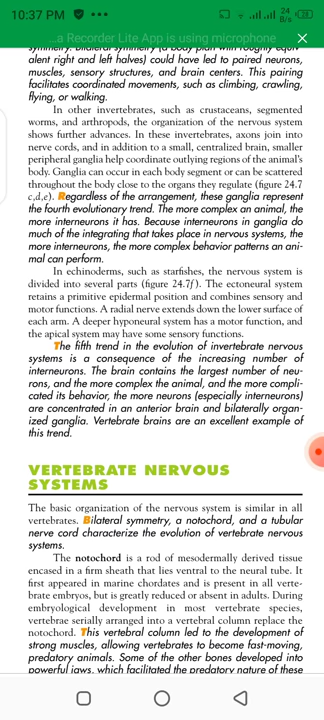 10:37 PM
24
B/s
...a Recorder Lite App is using microphone
symmetry. Bilateral symmetry (a body plan with roughly equiv-
alent right and left halves) could have led to paired neurons,
muscles, sensory structures, and brain centers. This pairing
facilitates coordinated movements, such as climbing, crawling,
flying, or walking.
In other invertebrates, such as crustaceans, segmented
worms, and arthropods, the organization of the nervous system
shows further advances. In these invertebrates, axons join into
nerve cords, and in addition to a small, centralized brain, smaller
peripheral ganglia help coordinate outlying regions of the animal's
body. Ganglia can occur in each body segment or can be scattered
throughout the body close to the organs they regulate (figure 24.7
c,d,e). Regardless of the arrangement, these ganglia represent
the fourth evolutionary trend. The more complex an animal, the
more interneurons it has. Because interneurons in ganglia do
much of the integrating that takes place in nervous systems, the
more interneurons, the more complex behavior patterns an ani-
mal can perform.
In echinoderms, such as starfishes, the nervous system is
divided into several parts (figure 24.7f). The ectoneural system
retains a primitive epidermal position and combines sensory and
motor functions. A radial nerve extends down the lower surface of
each arm. A deeper hyponeural system has a motor function, and
the apical system may have some sensory functions.
The fifth trend in the evolution of invertebrate nervous
systems is a consequence of the increasing number of
interneurons. The brain contains the largest number of neu-
rons, and the more complex the animal, and the more compli-
cated its behavior, the more neurons (especially interneurons)
are concentrated in an anterior brain and bilaterally organ-
ized ganglia. Vertebrate brains are an excellent example of
this trend.
VERTEBRATE NERVOUS
SYSTEMS
The basic organization of the nervous system is similar in all
vertebrates. Bilateral symmetry, a notochord, and a tubular
nerve cord characterize the evolution of vertebrate nervous
systems.
The notochord is a rod of mesodermally derived tissue
encased in a firm sheath that lies ventral to the neural tube. It
first appeared in marine chordates and is present in all verte-
brate embryos, but is greatly reduced or absent in adults. During
embryological development in most vertebrate species,
vertebrae serially arranged into a vertebral column replace the
notochord. This vertebral column led to the development of
strong muscles, allowing vertebrates to become fast-moving,
predatory animals. Some of the other bones developed into
powerful jaws, which facilitated the predatory nature of these